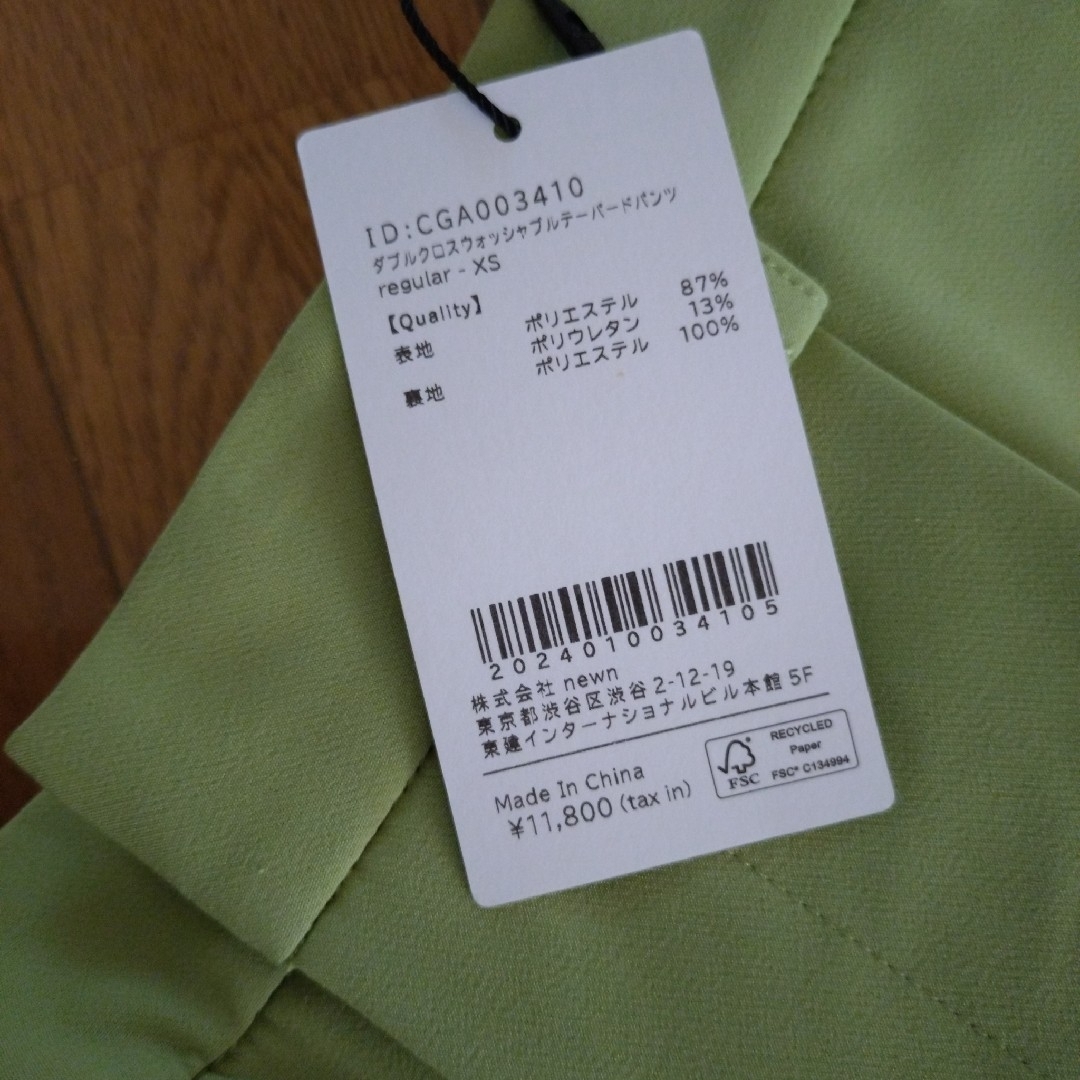 ID:CGA003410
ダブルクロスウォッシャブルテーパードパンツ
regular - XS
【Quality】
表地 ポリエステル 87%
ポリウレタン 13%
裏地 ポリエステル 100%
2024010034105
株式会社 newn
東京都渋谷区渋谷 2-12-19
東建インターナショナルビル本館 5F
Made In China
¥11,800 (tax in)
FSC
RECYCLED
Paper
FSC® C134994